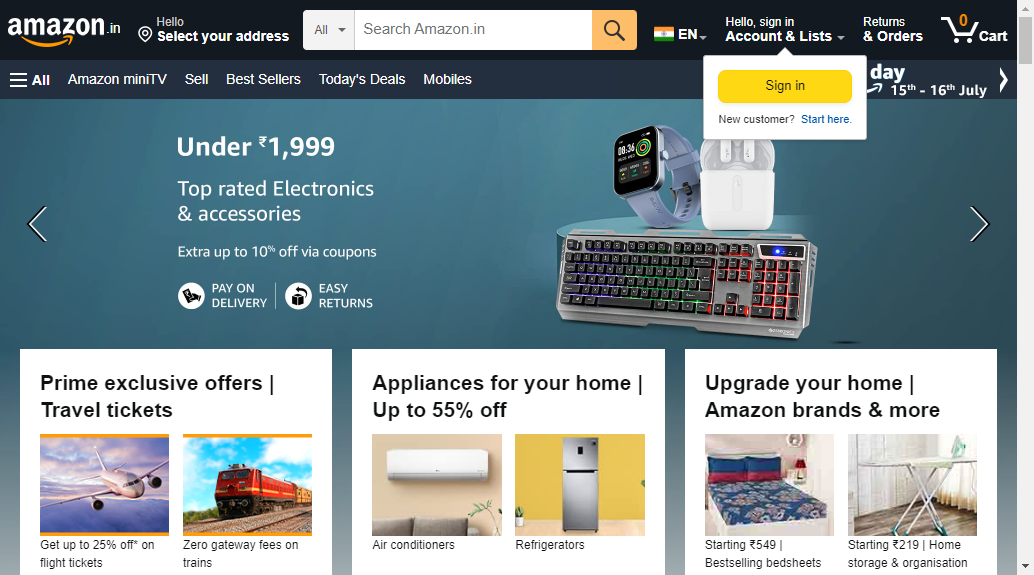 amazon.in
Hello
Select your address
All
Search Amazon.in
EN
Hello, sign in
Account & Lists
Returns
& Orders
0
Cart
All
Amazon miniTV
Sell
Best Sellers
Today's Deals
Mobiles
day
15th - 16th July
Sign in
New customer? Start here.
Under ₹1,999
Top rated Electronics
& accessories
Extra up to 10% off via coupons
PAY ON
DELIVERY
EASY
RETURNS
08:36
Prime exclusive offers |
Travel tickets
Get up to 25% off* on
flight tickets
Zero gateway fees on
trains
Appliances for your home |
Up to 55% off
Air conditioners
Refrigerators
Upgrade your home |
Amazon brands & more
Starting ₹549 |
Bestselling bedsheets
Starting ₹219 | Home
storage & organisation